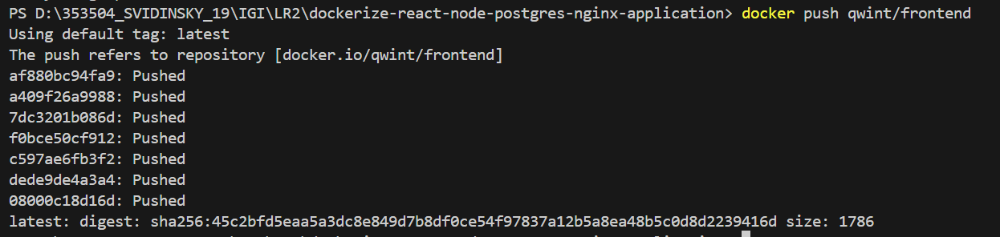 PS D:\353504_SVIDINSKY_19\IGI\LR2\dockerize-react-node-postgres-nginx-application> docker push qwint/frontend
Using default tag: latest
The push refers to repository [docker.io/qwint/frontend]
af880bc94fa9: Pushed
a409f26a9988: Pushed
7dc3201b086d: Pushed
f0bce50cf912: Pushed
c597ae6fb3f2: Pushed
dede9de4a3a4: Pushed
08000c18d16d: Pushed
latest: digest: sha256:45c2bfd5eaa5a3dc8e849d7b8df0ce54f97837a12b5a8ea48b5c0d8d2239416d size: 1786